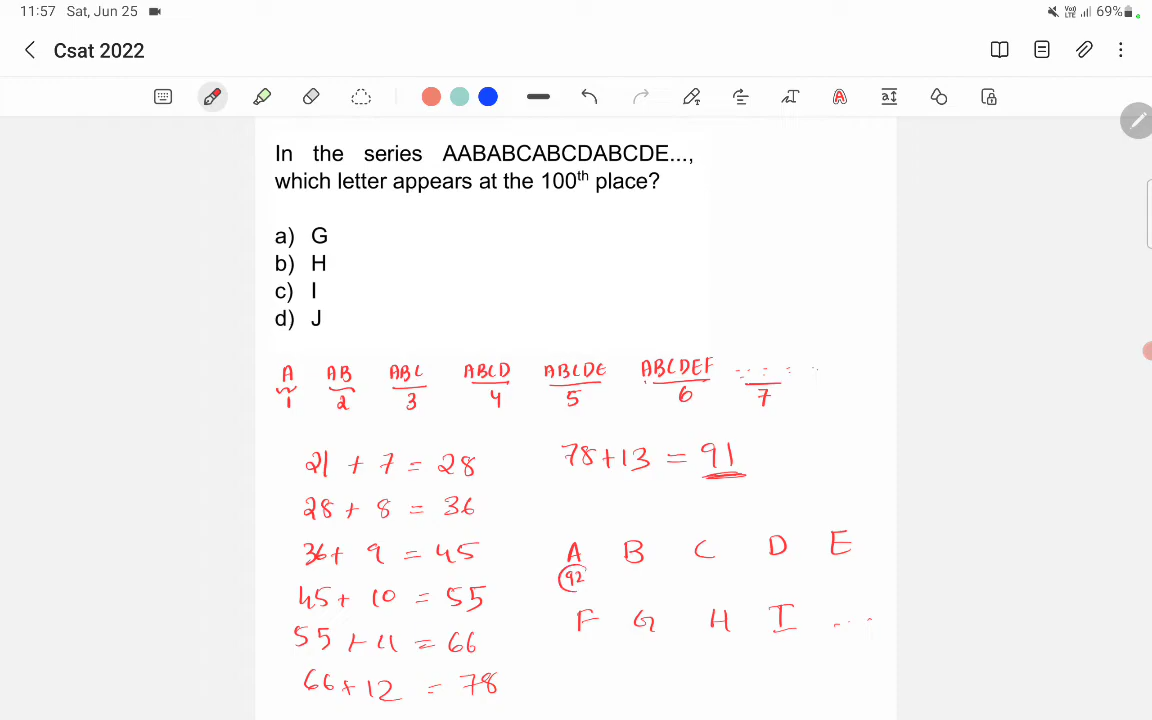 11:57 Sat, Jun 25 Vo) LTE 69%
Csat 2022
In the series AABABCABCDABCDE...,
which letter appears at the 100th place?
a) G
b) H
c) I
d) J
A AB ABC ABCD ABCDE ABCDEF .......
1 2 3 4 5 6 7
21 + 7 = 28
28 + 8 = 36
36+ 9 = 45
45+ 10 = 55
55 + 11 = 66
66+ 12 = 78
78+13 = 91
A B C D E
92
F G H I ....